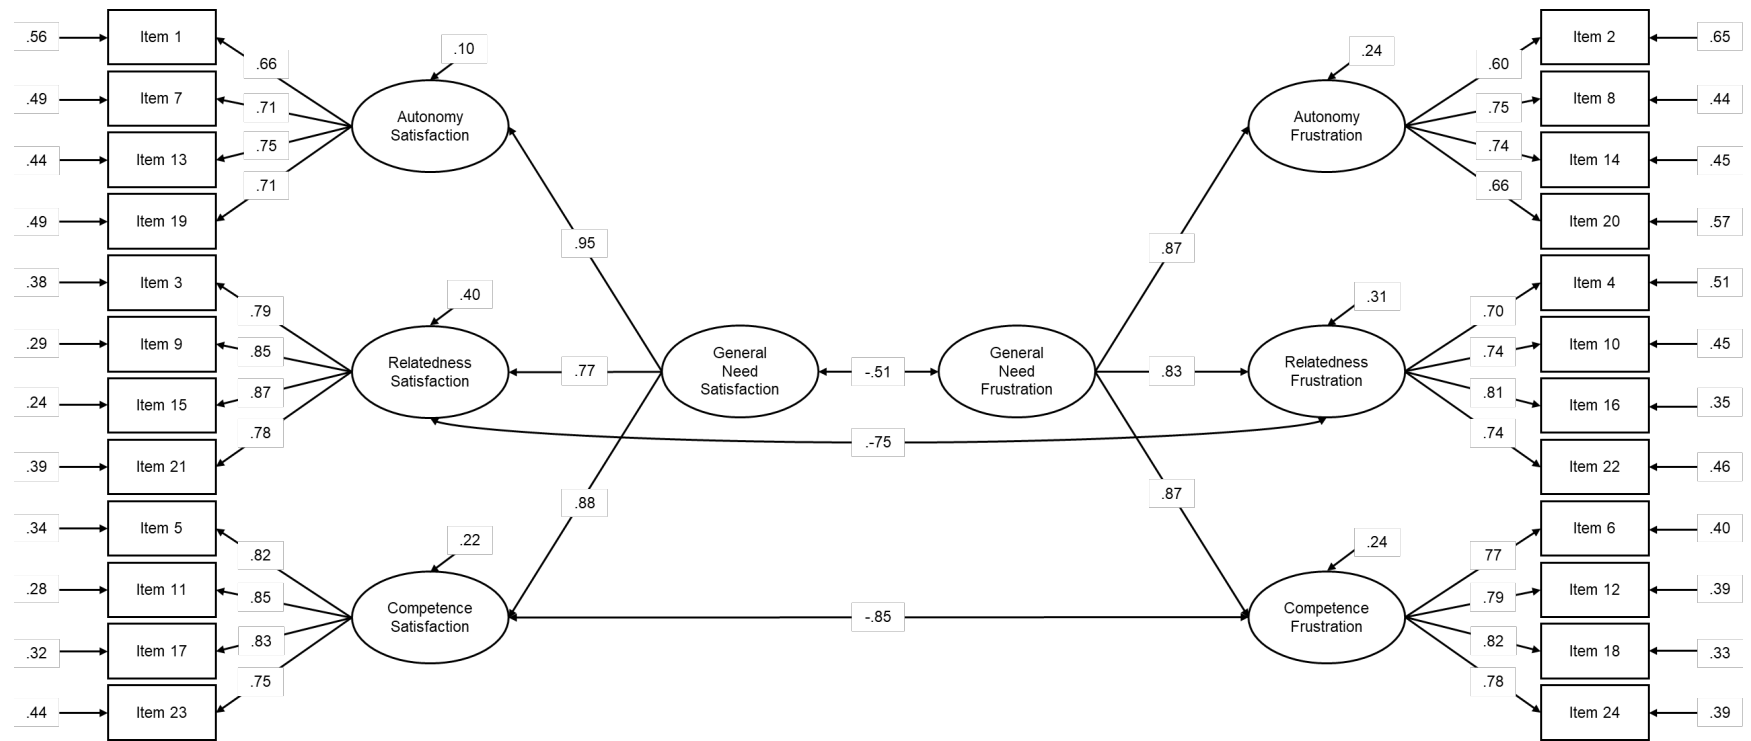 .56
Item 1
.66
.10
.49
Item 7
.71
Autonomy
Satisfaction
.44
Item 13
.75
.49
Item 19
.71
.95
.38
Item 3
.79
.40
.29
Item 9
.85
Relatedness
Satisfaction
.77
General
Need
Satisfaction
.24
Item 15
.87
.39
Item 21
.78
.88
.34
Item 5
.82
.22
.28
Item 11
.85
Competence
Satisfaction
.32
Item 17
.83
.44
Item 23
.75
-.51
.-75
-.85
General
Need
Frustration
.87
.83
.87
.24
Autonomy
Frustration
.60
Item 2
.65
.75
Item 8
.44
.74
Item 14
.45
.66
Item 20
.57
.31
Relatedness
Frustration
.70
Item 4
.51
.74
Item 10
.45
.81
Item 16
.35
.74
Item 22
.46
.24
Competence
Frustration
77
Item 6
.40
.79
Item 12
.39
.82
Item 18
.33
.78
Item 24
.39